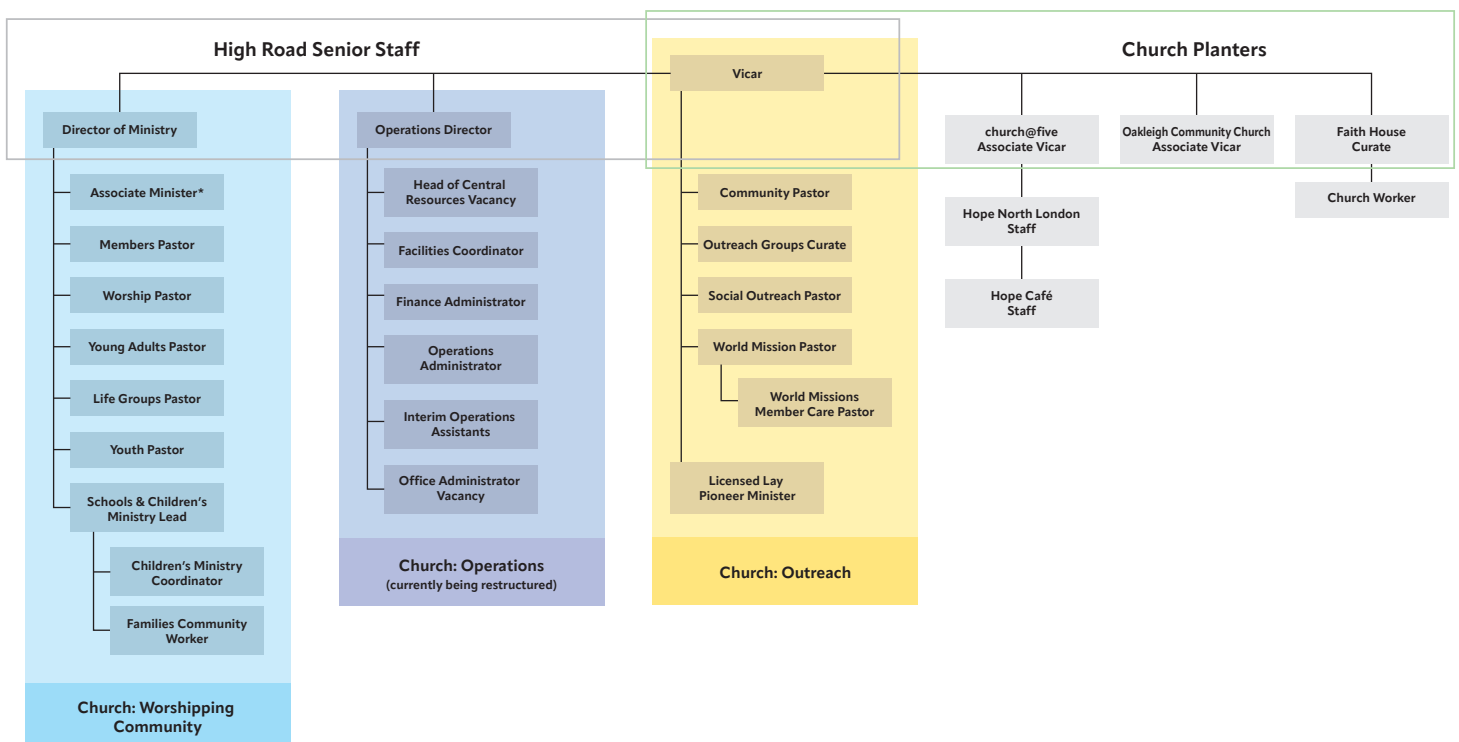 High Road Senior Staff
Church Planters
Vicar
Director of Ministry
Operations Director
church@five
Associate Vicar
Oakleigh Community Church
Associate Vicar
Faith House
Curate
Associate Minister*
Members Pastor
Worship Pastor
Young Adults Pastor
Life Groups Pastor
Youth Pastor
Schools & Children's
Ministry Lead
Children's Ministry
Coordinator
Families Community
Worker
Church: Worshipping
Community
Head of Central
Resources Vacancy
Facilities Coordinator
Finance Administrator
Operations
Administrator
Interim Operations
Assistants
Office Administrator
Vacancy
Church: Operations
(currently being restructured)
Community Pastor
Outreach Groups Curate
Social Outreach Pastor
World Mission Pastor
World Missions
Member Care Pastor
Licensed Lay
Pioneer Minister
Church: Outreach
Hope North London
Staff
Hope Café
Staff
Church Worker